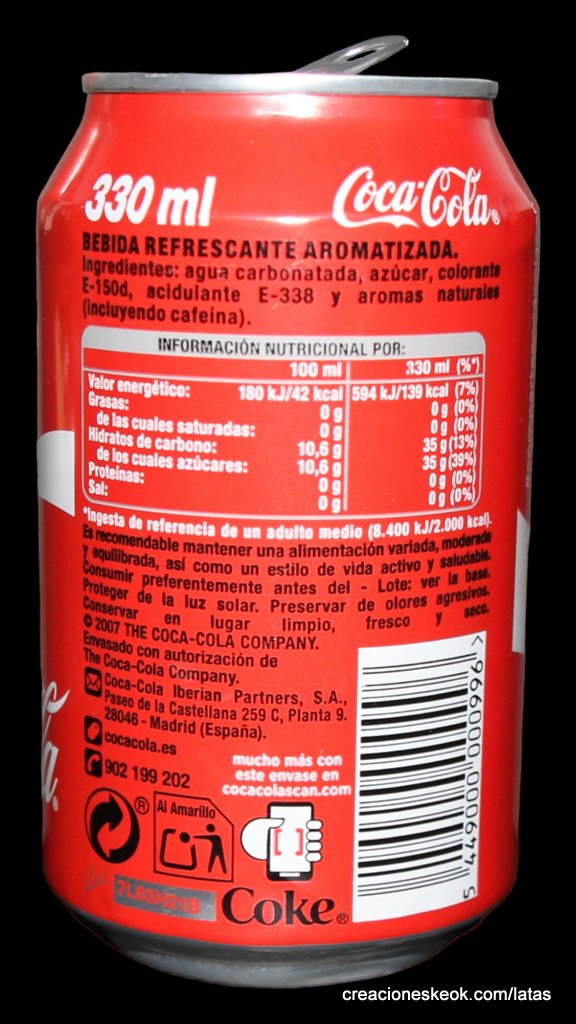 330 ml
Coca-Cola®
BEBIDA REFRESCANTE AROMATIZADA.
Ingredientes: agua carbonatada, azúcar, colorante
E-150d, acidulante E-338 y aromas naturales
(incluyendo cafeína).
INFORMACIÓN NUTRICIONAL POR:
100 ml 330 ml (%*)
Valor energético: 180 kJ/42 kcal 594 kJ/139 kcal (7%)
Grasas: 0 g 0 g (0%)
de las cuales saturadas: 0 g 0 g (0%)
Hidratos de carbono: 10,6 g 35 g (13%)
de los cuales azúcares: 10,6 g 35 g (39%)
Proteínas: 0 g 0 g (0%)
Sal: 0 g 0 g (0%)
*Ingesta de referencia de un adulto medio (8.400 kJ/2.000 kcal).
Es recomendable mantener una alimentación variada, moderada
y equilibrada, así como un estilo de vida activo y saludable.
Consumir preferentemente antes del - Lote: ver la base.
Proteger de la luz solar. Preservar de olores agresivos.
Conservar en lugar limpio, fresco y seco.
© 2007 THE COCA-COLA COMPANY.
Envasado con autorización de
The Coca-Cola Company.
Coca-Cola Iberian Partners, S.A.,
Paseo de la Castellana 259 C, Planta 9.
28046 - Madrid (España).
cocacola.es
902 199 202
mucho más con
este envase en
cocacolascan.com
®
Al Amarillo
Coke®
5 449000 000996 >
la®
creacioneskeok.com/latas